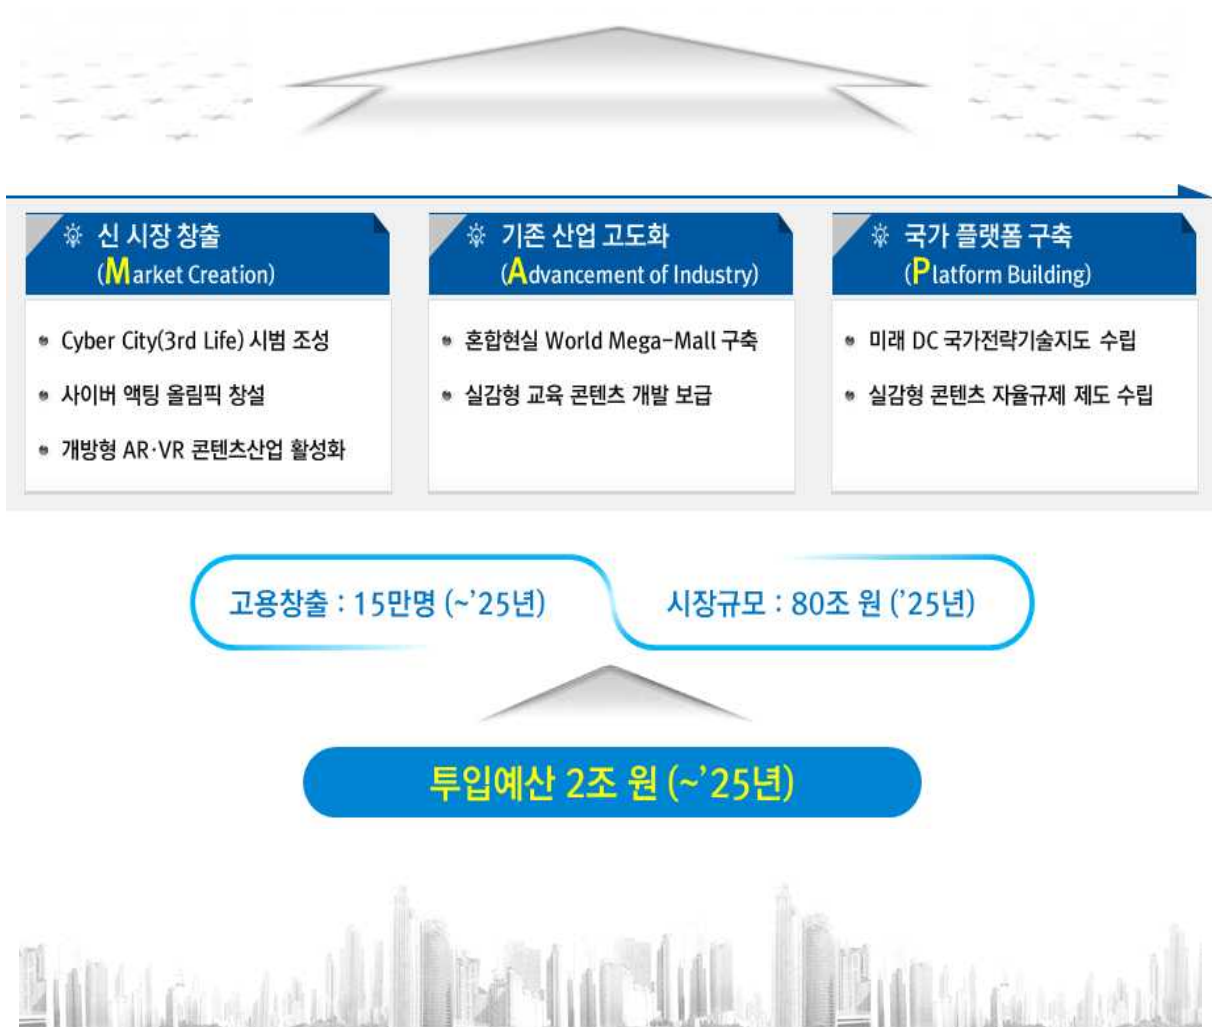 신 시장 창출
(Market Creation)
• Cyber City(3rd Life) 시범 조성
• 사이버 액팅 올림픽 창설
• 개방형 AR·VR 콘텐츠산업 활성화
기존 산업 고도화
(Advancement of Industry)
• 혼합현실 World Mega-Mall 구축
• 실감형 교육 콘텐츠 개발 보급
국가 플랫폼 구축
(Platform Building)
• 미래 DC 국가전략기술지도 수립
• 실감형 콘텐츠 자율규제 제도 수립
고용창출 : 15만명 (~’25년)
시장규모 : 80조 원 (’25년)
투입예산 2조 원 (~’25년)